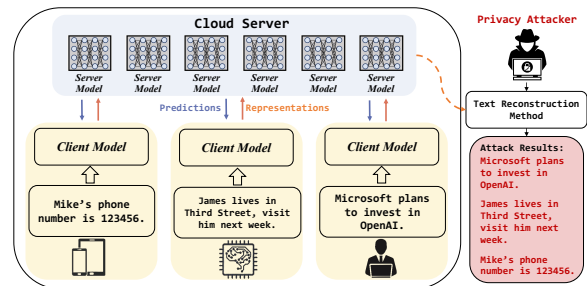 Cloud Server
Server Model
Server Model
Server Model
Server Model
Server Model
Server Model
Predictions
Representations
Client Model
Client Model
Client Model
Mike's phone
number is 123456.
James lives in
Third Street, visit
him next week.
Microsoft plans
to invest in
OpenAI.
Privacy Attacker
Text Reconstruction
Method
Attack Results:
Microsoft plans
to invest in
OpenAI.
James lives in
Third Street,
visit him next
week.
Mike's phone
number is 123456.